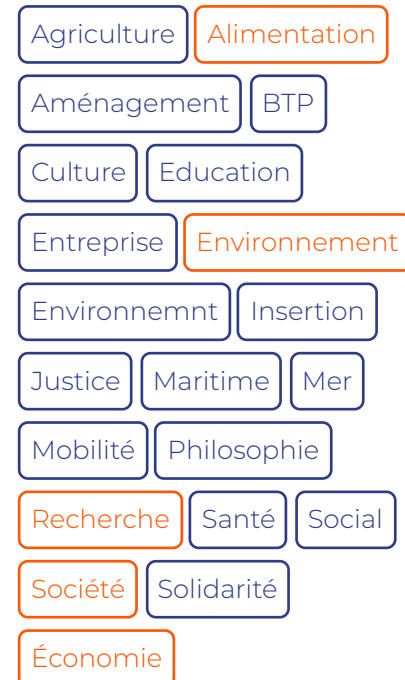 Agriculture Alimentation
Aménagement BTP
Culture Education
Entreprise Environnement
Environnemnt Insertion
Justice Maritime Mer
Mobilité Philosophie
Recherche Santé Social
Société Solidarité
Économie